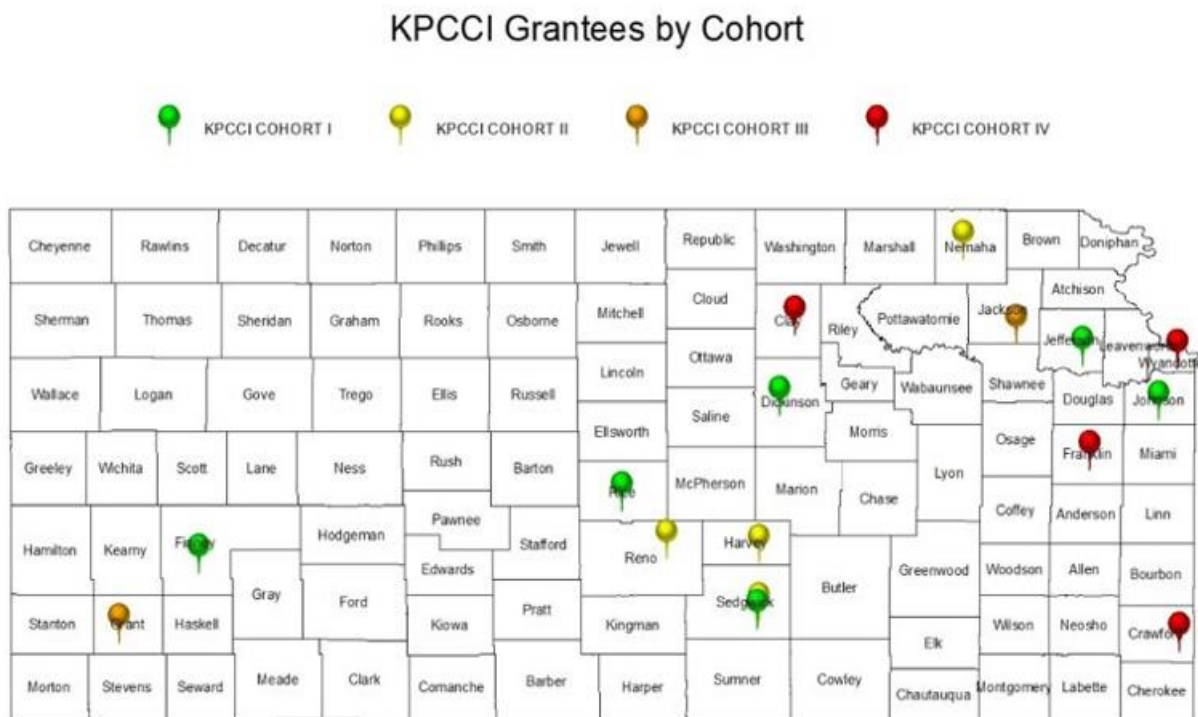 KPCCI Grantees by Cohort
KPCCI COHORT I KPCCI COHORT II KPCCI COHORT III KPCCI COHORT IV
Cheyenne Rawlins Decatur Norton Phillips Smith Jewell Republic Washington Marshall Nemaha Brown Doniphan
Atchison
Sherman Thomas Sheridan Graham Rooks Osborne Mitchell Cloud Clay Riley Pottawatomie Jackson Jefferson Leavenworth
Wyandotte
Wallace Logan Gove Trego Ellis Russell Lincoln Ottawa Dickinson Geary Wabaunsee Shawnee Douglas Johnson
Saline
Ellsworth Morris Osage Franklin Miami
Greeley Wichita Scott Lane Ness Rush Barton Rice McPherson Marion Chase Lyon
Coffey Anderson Linn
Hamilton Kearny Finney Hodgeman Pawnee Stafford Reno Harvey
Edwards Butler Greenwood Woodson Allen Bourbon
Gray Ford Pratt Sedgwick
Stanton Grant Haskell Kiowa Kingman Wilson Neosho Crawford
Elk
Morton Stevens Seward Meade Clark Comanche Barber Harper Sumner Cowley Chautauqua Montgomery Labette Cherokee